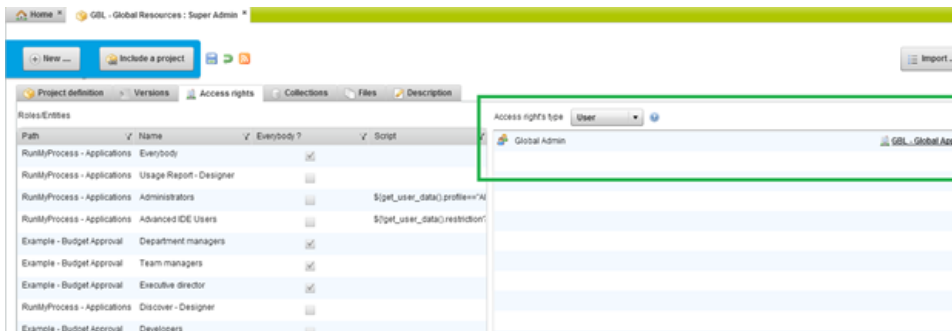 Home × GBL - Global Resources : Super Admin ×
New ... Include a project Import ..
Project definition Versions Access rights Collections Files Description
Roles/Entities
Access right's type User
Path Name Everybody ? Script
Global Admin GBL - Global App
RunMyProcess - Applications Everybody
RunMyProcess - Applications Usage Report - Designer
RunMyProcess - Applications Administrators ${get_user_data().profile=="A
RunMyProcess - Applications Advanced IDE Users ${!get_user_data().restriction
Example - Budget Approval Department managers
Example - Budget Approval Team managers
Example - Budget Approval Executive director
RunMyProcess - Applications Discover - Designer
Example - Budget Approval Developers